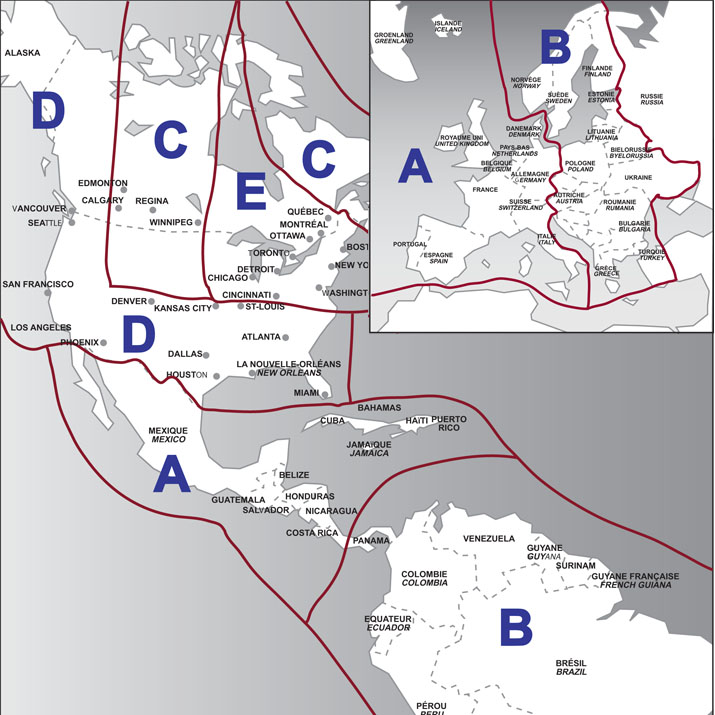 ALASKA
D
C
C
E
EDMONTON
CALGARY
REGINA
VANCOUVER
SEATTLE
WINNIPEG
QUÉBEC
MONTRÉAL
OTTAWA
TORONTO
BOST
DETROIT
NEW YO
CHICAGO
SAN FRANCISCO
WASHINGT
CINCINNATI
DENVER
KANSAS CITY
ST-LOUIS
LOS ANGELES
PHOENIX
D
ATLANTA
DALLAS
LA NOUVELLE-ORLÉANS
NEW ORLEANS
HOUSTON
MIAMI
BAHAMAS
CUBA
HAÏTI
PUERTO
RICO
MEXIQUE
MEXICO
JAMAÏQUE
JAMAICA
A
BELIZE
GUATEMALA
HONDURAS
SALVADOR
NICARAGUA
COSTA RICA
PANAMA
VENEZUELA
GUYANE
GUYANA
SURINAM
COLOMBIE
COLOMBIA
GUYANE FRANÇAISE
FRENCH GUIANA
EQUATEUR
ECUADOR
B
BRÉSIL
BRAZIL
PÉROU
PERU
ISLANDE
ICELAND
GROENLAND
GREENLAND
B
FINLANDE
FINLAND
NORVÈGE
NORWAY
SUÈDE
SWEDEN
ESTONIE
ESTONIA
RUSSIE
RUSSIA
DANEMARK
DENMARK
LITUANIE
LITHUANIA
ROYAUME UNI
UNITED KINGDOM
PAYS-BAS
NETHERLANDS
BIELORUSSIE
BYELORUSSIA
A
BELGIQUE
BELGIUM
POLOGNE
POLAND
ALLEMAGNE
ERMANY
UKRAINE
FRANCE
AUTRICHE
AUSTRIA
SUISSE
SWITZERLAND
ROUMANIE
RUMANIA
BULGARIE
BULGARIA
ITALIE
ITALY
PORTUGAL
ESPAGNE
SPAIN
TURQUIE
TURKEY
GRÈCE
GREECE